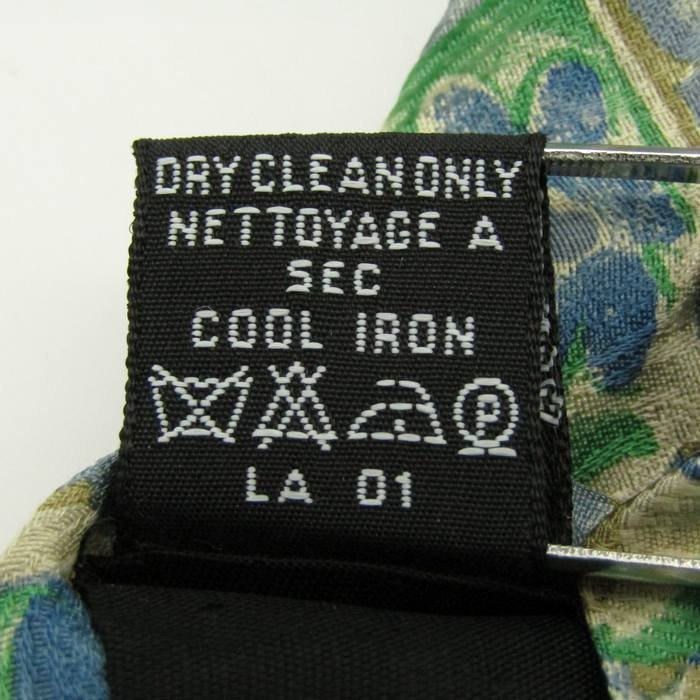 DRY CLEAN ONLY
NETTOYAGE A
SEC
COOL IRON
P
LA 01